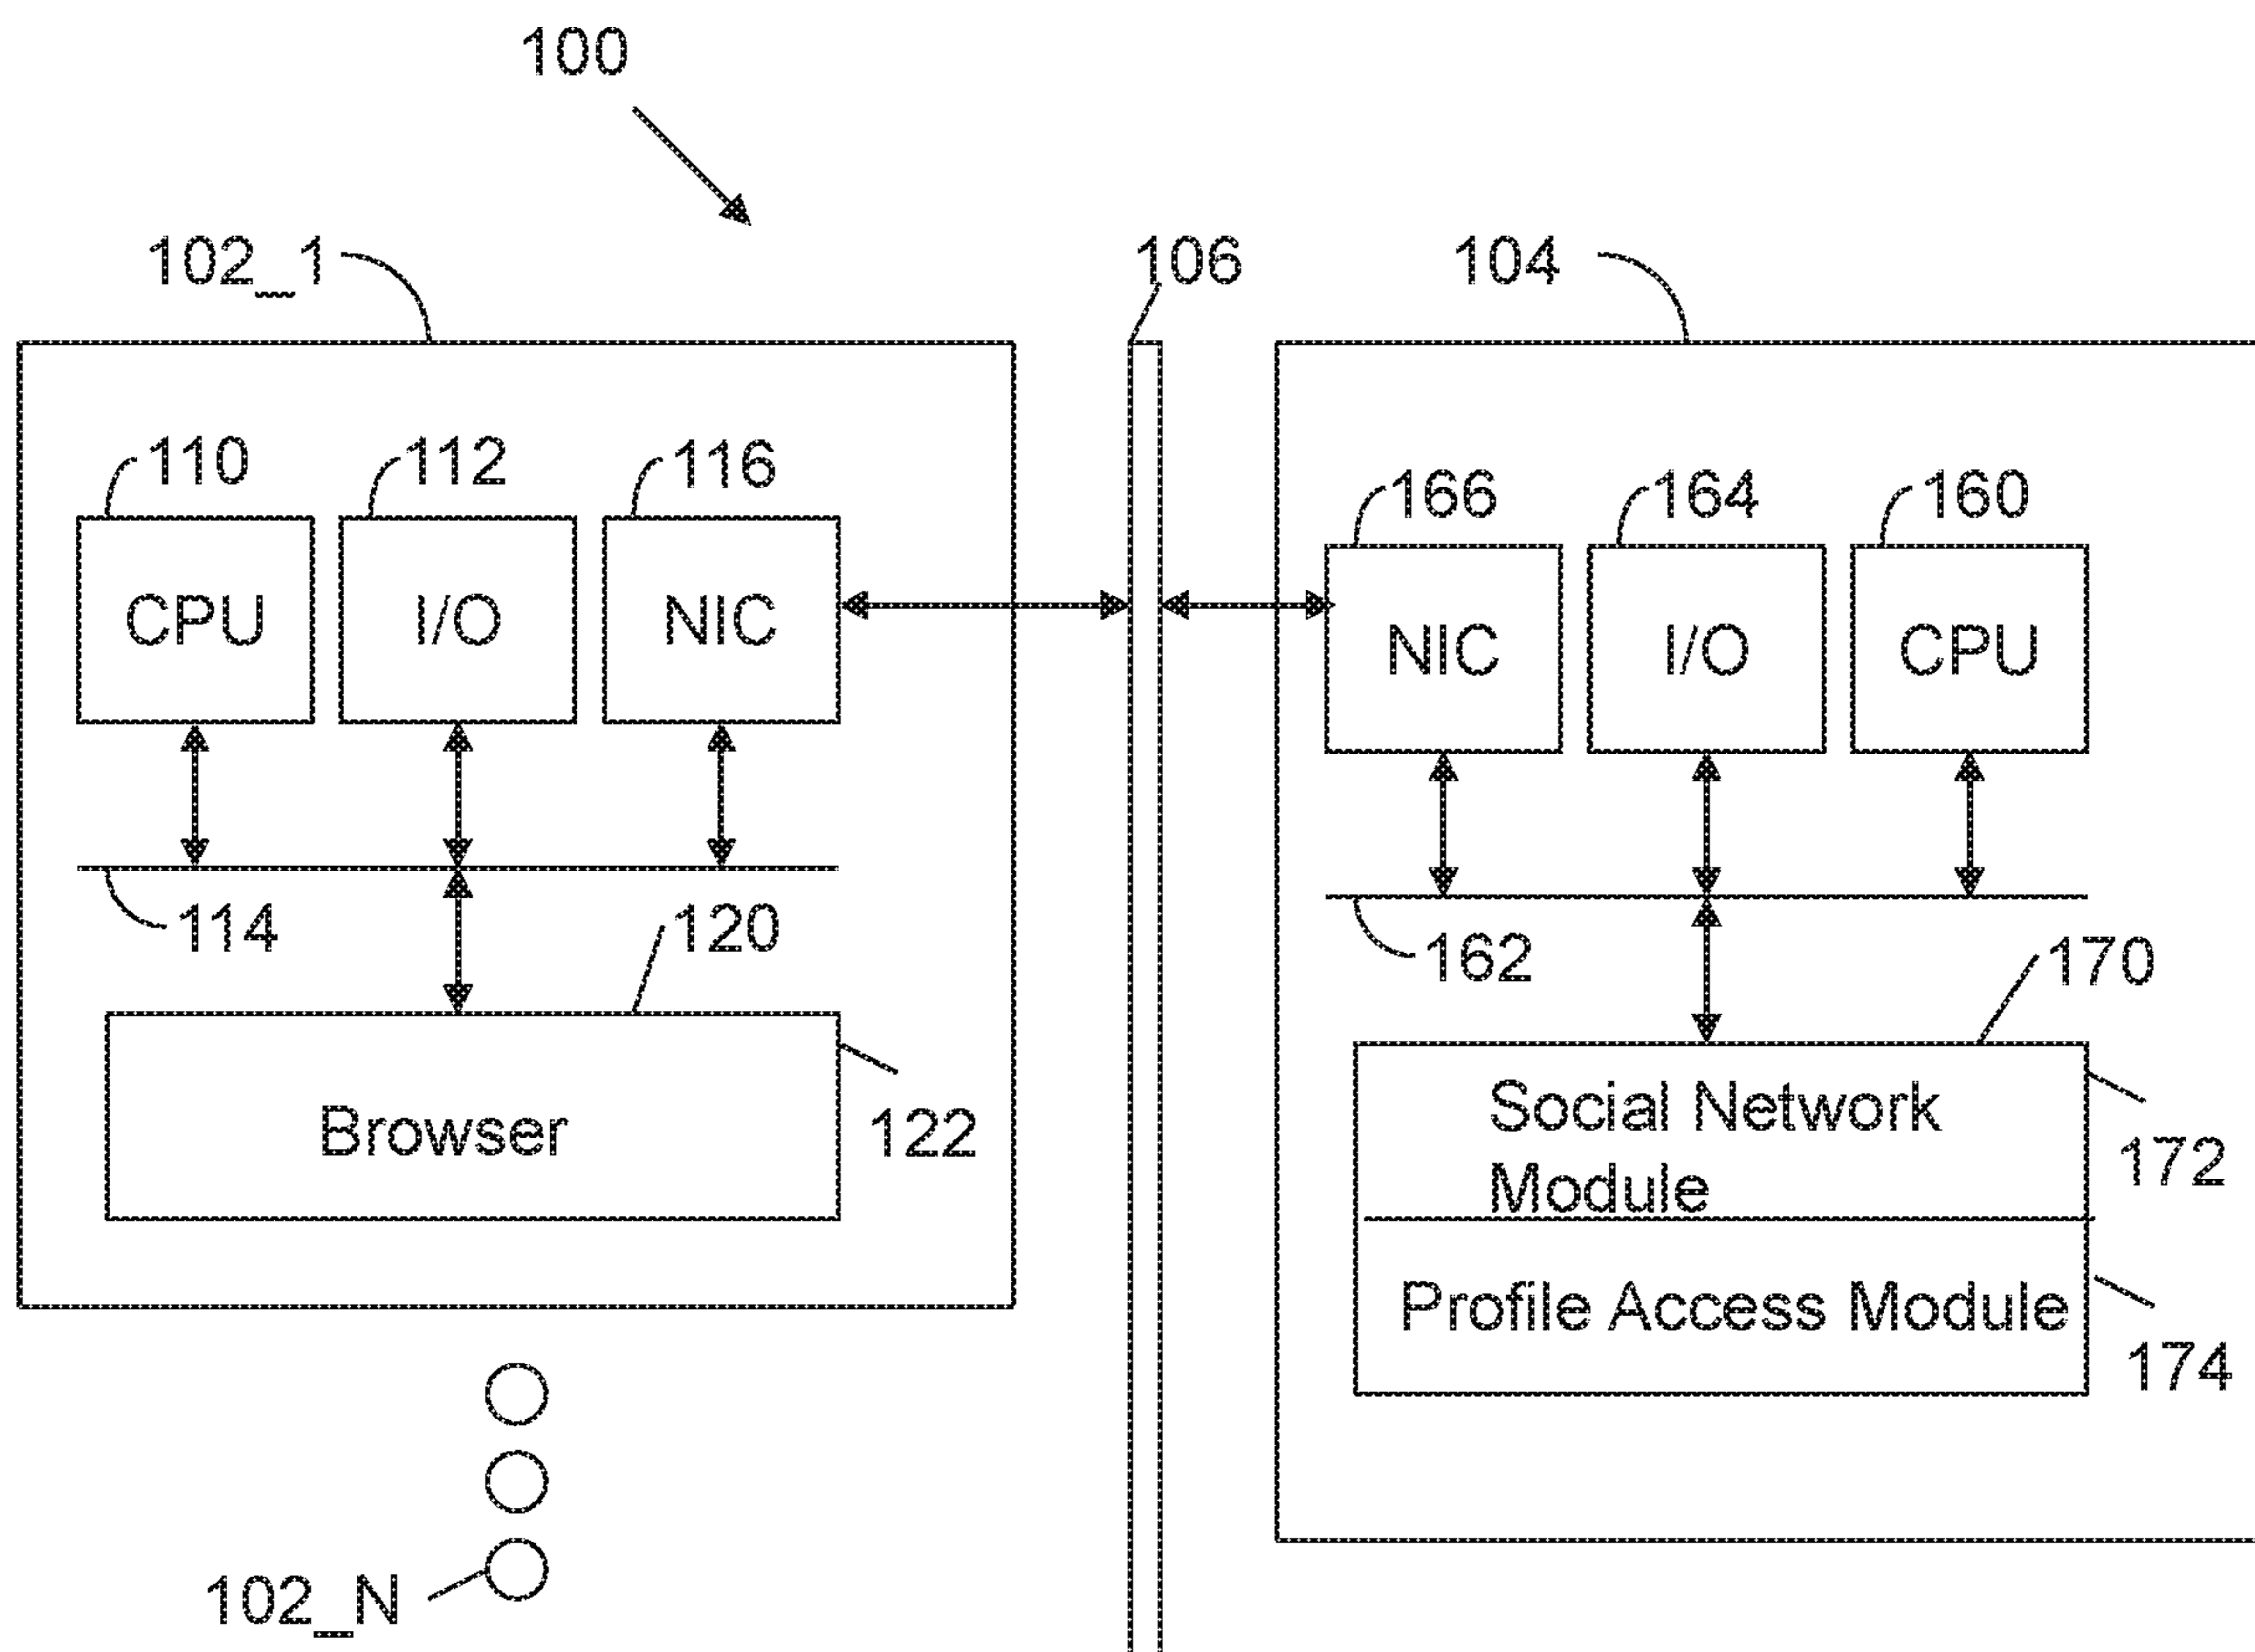 100
102_1
106
104
110
112
116
166
164
160
CPU
I/O
NIC
NIC
I/O
CPU
114
120
162
170
Browser
122
Social Network
Module
172
Profile Access Module
174
102_N